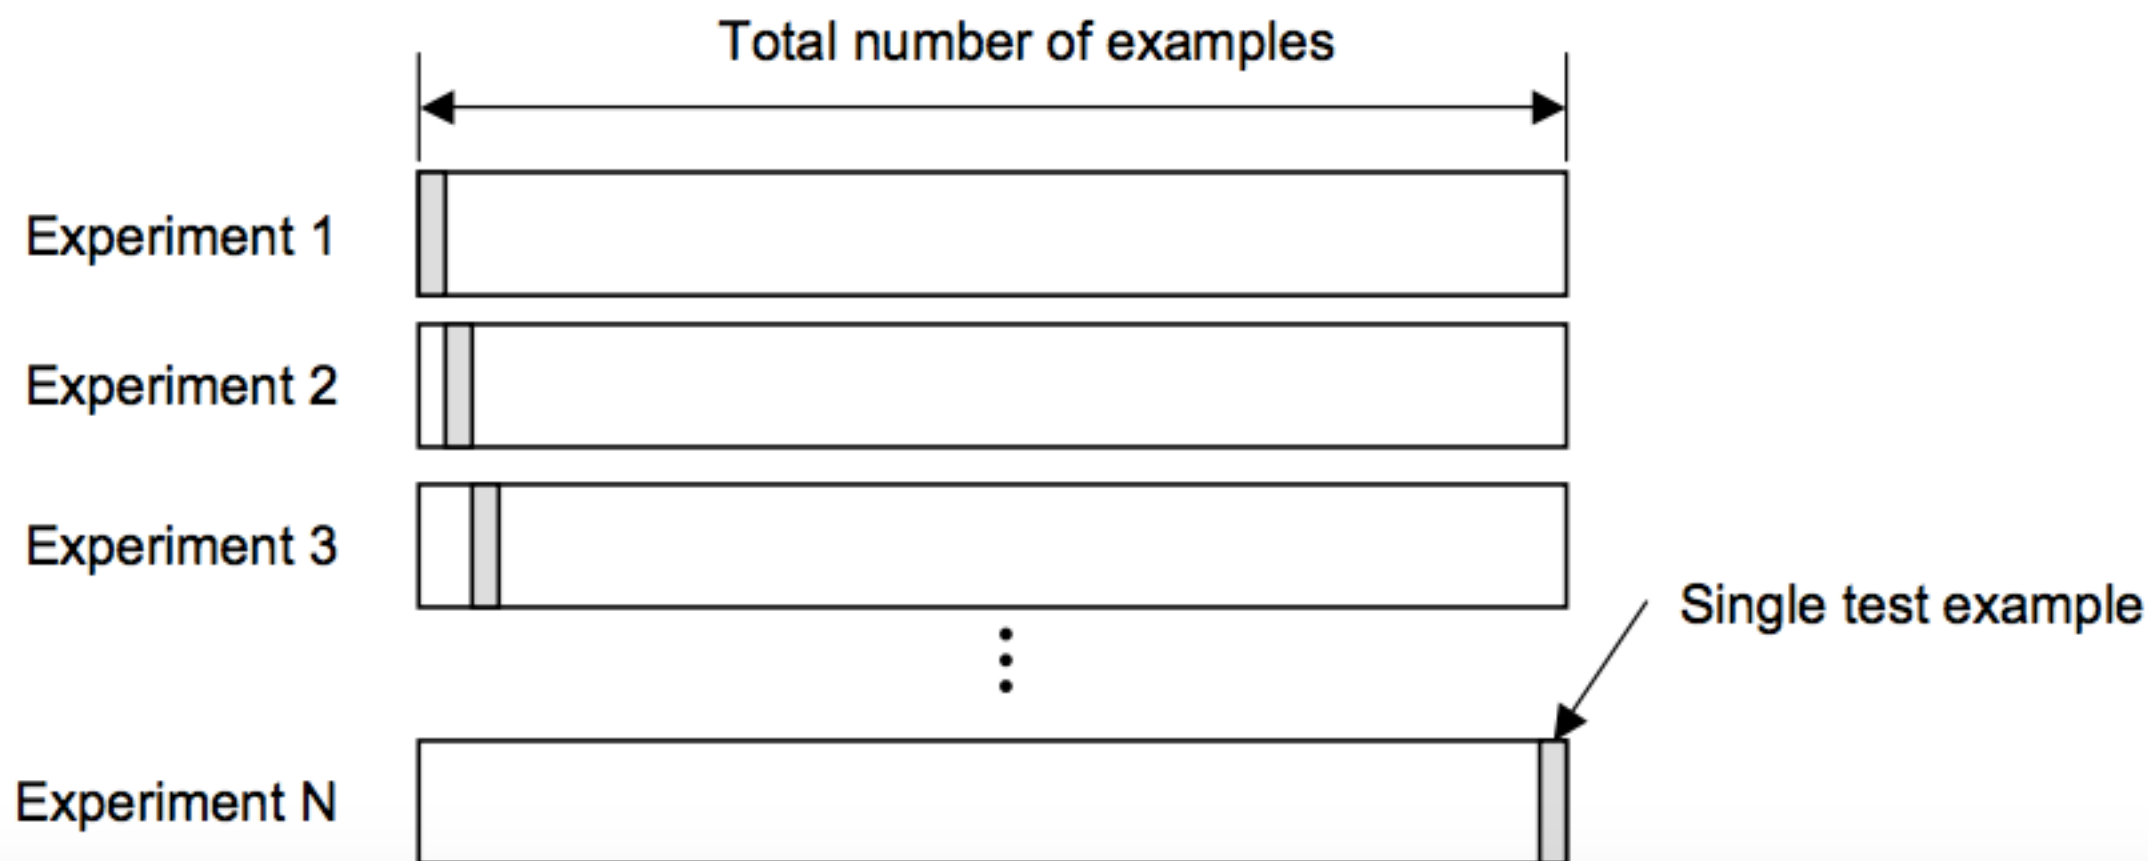 Total number of examples
Experiment 1
Experiment 2
Experiment 3
Single test example
Experiment N